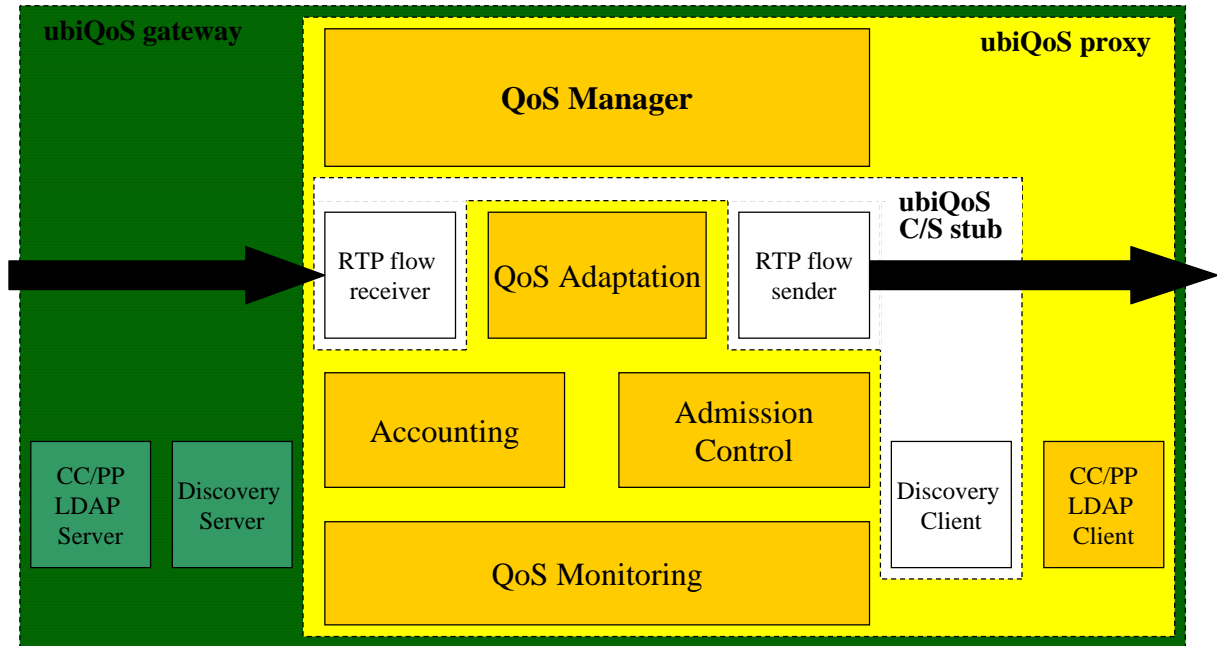 ubiQoS gateway
ubiQoS proxy
QoS Manager
ubiQoS
C/S stub
RTP flow
receiver
QoS Adaptation
RTP flow
sender
Accounting
Admission
Control
CC/PP
LDAP
Server
Discovery
Server
Discovery
Client
CC/PP
LDAP
Client
QoS Monitoring